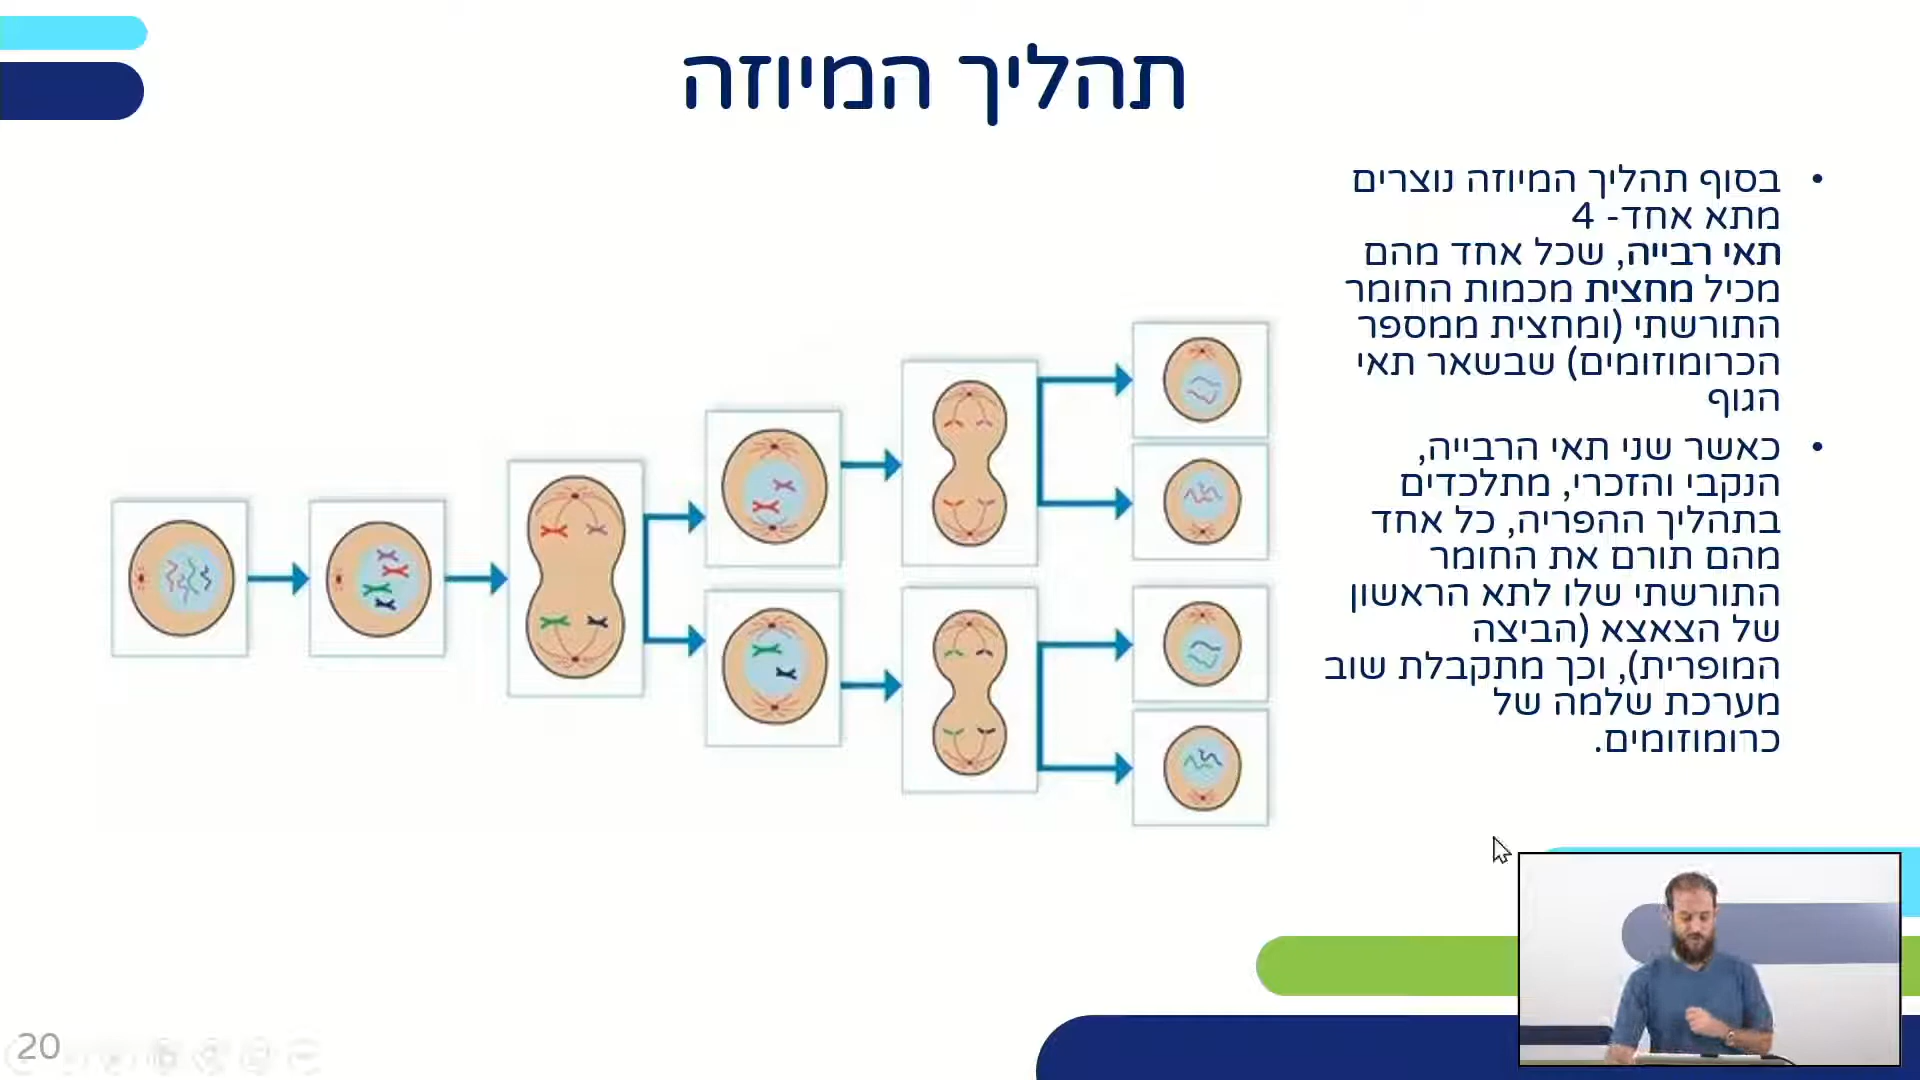 תהליך המיוזה
• בסוף תהליך המיוזה נוצרים
מתא אחד- 4
תאי רבייה, שכל אחד מהם
מכיל מחצית מכמות החומר
התורשתי (ומחצית ממספר
הכרומוזומים) שבשאר תאי
הגוף
• כאשר שני תאי הרבייה,
הנקבי והזכרי, מתלכדים
בתהליך ההפריה, כל אחד
מהם תורם את החומר
התורשתי שלו לתא הראשון
של הצאצא (הביצה
המופרית), וכך מתקבלת שוב
מערכת שלמה של
כרומוזומים.
20